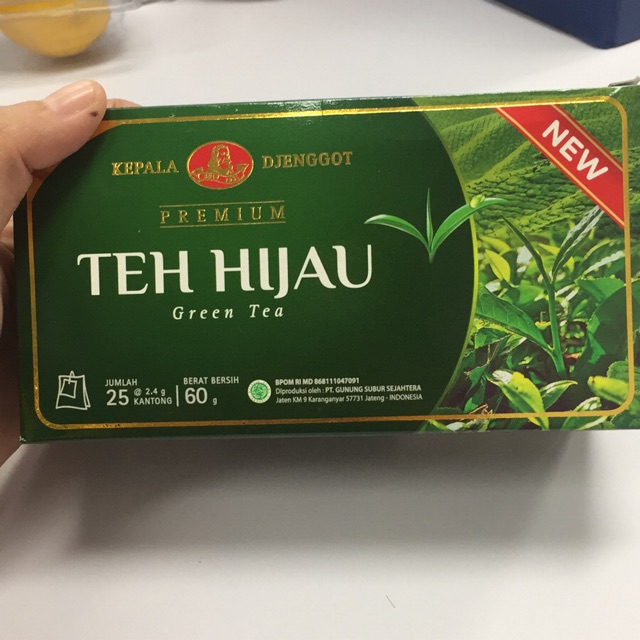 KEPALA DJENGGOT
PREMIUM
TEH HIJAU
Green Tea
NEW
JUMLAH
25 @ 2.4 g
KANTONG
BERAT BERSIH
60 g
BPOM RI MD 868111047091
Diproduksi oleh : PT. GUNUNG SUBUR SEJAHTERA
Jaten KM 9 Karanganyar 57731 Jateng - INDONESIA